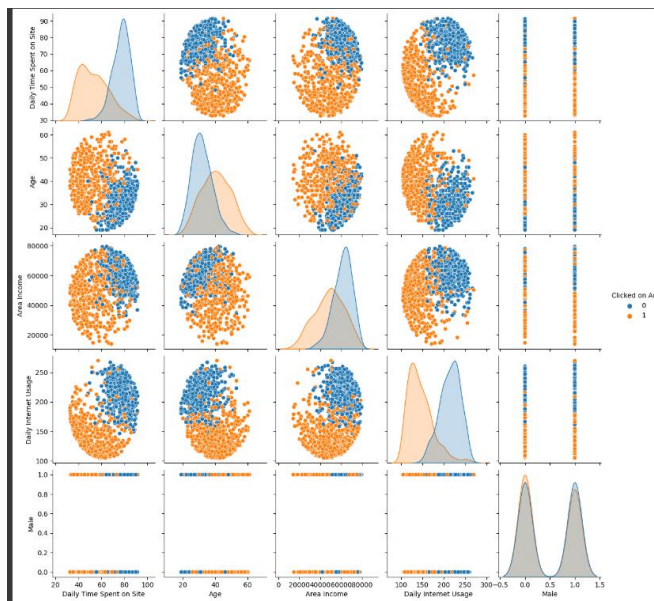 Daily Time Spent on Site
90
80
70
60
50
40
30
Age
60
50
40
30
20
Area Income
80000
60000
40000
20000
Clicked on Ad
0
1
Daily Internet Usage
250
200
150
100
Male
1.0
0.8
0.6
0.4
0.2
0.0
20 40 60 80 100
20 40 60
20000 40000 60000 80000
100 150 200 250 300
−0.5 0.0 0.5 1.0 1.5
Daily Time Spent on Site
Age
Area Income
Daily Internet Usage
Male